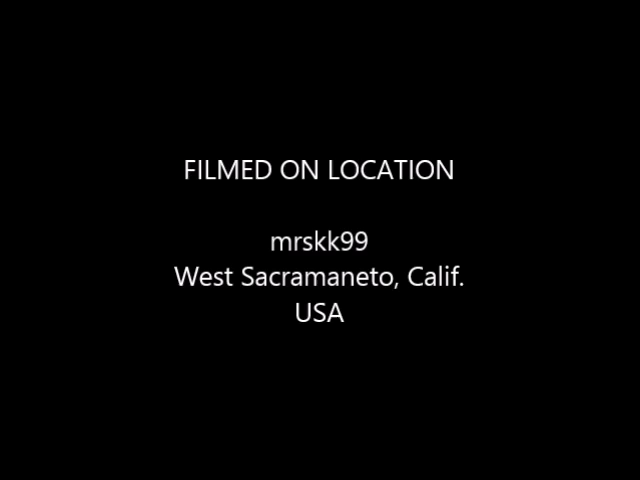 FILMED ON LOCATION
mrskk99
West Sacramaneto, Calif.
USA